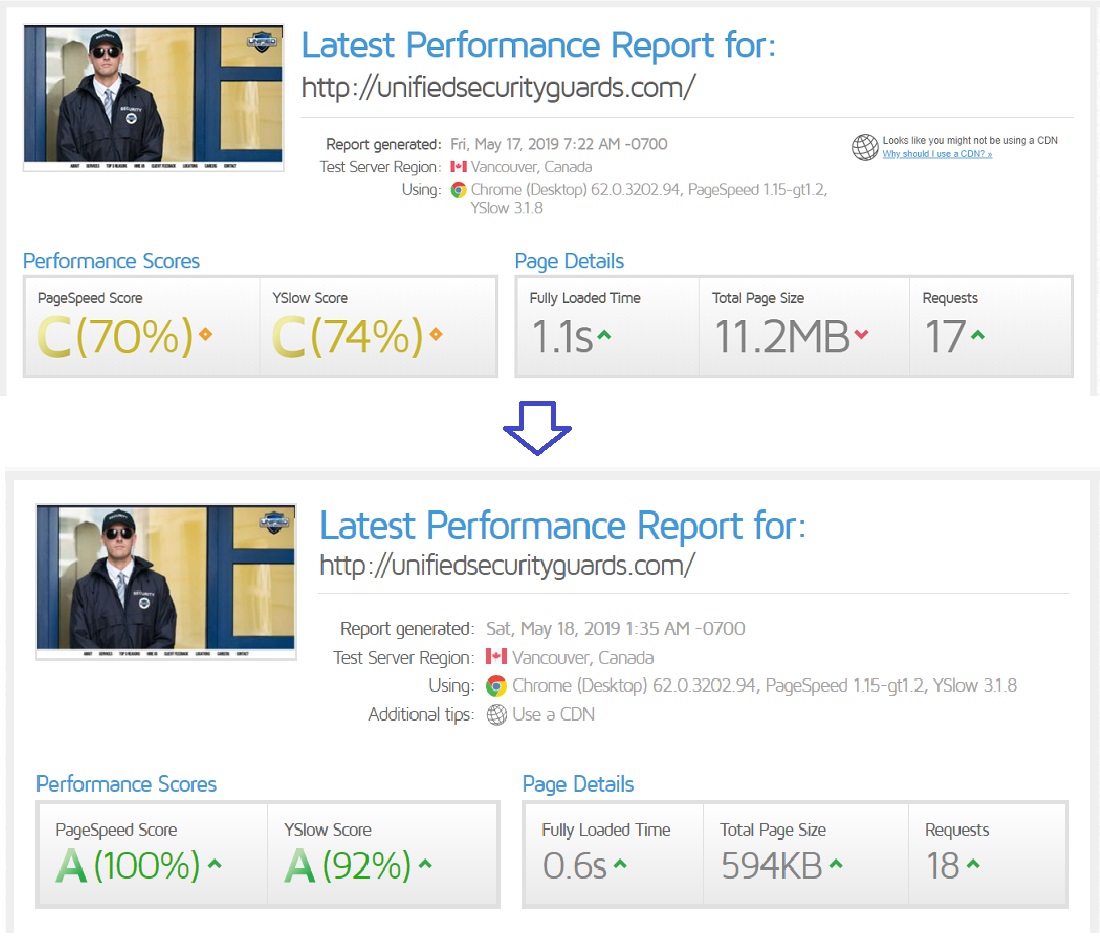 Latest Performance Report for:
http://unifiedsecurityguards.com/
UNIFIED
SECURITY
SECURITY
ABOUT SERVICES TOP 5 REASONS HIRE US CLIENT FEEDBACK LOCATIONS CAREERS CONTACT
Report generated: Fri, May 17, 2019 7:22 AM -0700
Test Server Region: Vancouver, Canada
Using: Chrome (Desktop) 62.0.3202.94, PageSpeed 1.15-gt1.2,
YSlow 3.1.8
Looks like you might not be using a CDN
Why should I use a CDN? »
Performance Scores
PageSpeed Score YSlow Score
C(70%) C(74%)
Page Details
Fully Loaded Time Total Page Size Requests
1.1s 11.2MB 17
Latest Performance Report for:
http://unifiedsecurityguards.com/
UNIFIED
SECURITY
SECURITY
ABOUT SERVICES TOP 5 REASONS HIRE US CLIENT FEEDBACK LOCATIONS CAREERS CONTACT
Report generated: Sat, May 18, 2019 1:35 AM -0700
Test Server Region: Vancouver, Canada
Using: Chrome (Desktop) 62.0.3202.94, PageSpeed 1.15-gt1.2, YSlow 3.1.8
Additional tips: Use a CDN
Performance Scores
PageSpeed Score YSlow Score
A(100%) A(92%)
Page Details
Fully Loaded Time Total Page Size Requests
0.6s 594KB 18